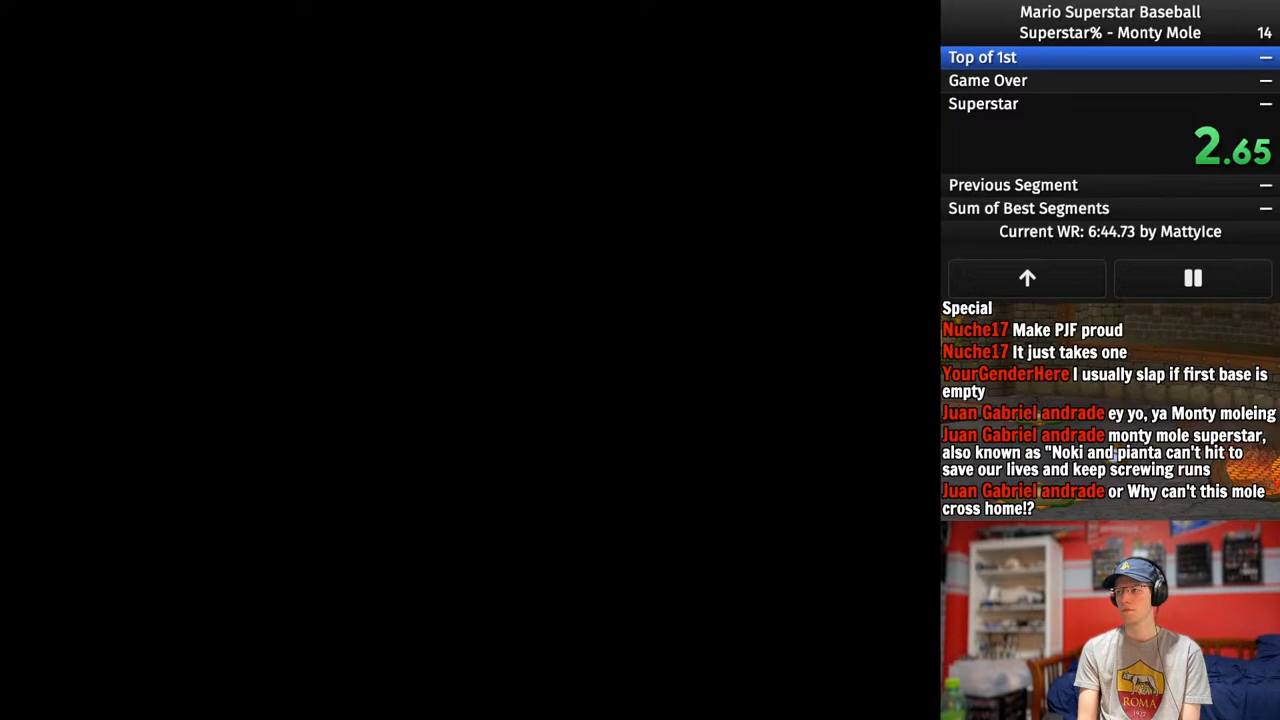 Mario Superstar Baseball
Superstar% - Monty Mole 14
Top of 1st —
Game Over —
Superstar —
2.65
Previous Segment —
Sum of Best Segments —
Current WR: 6:44.73 by MattyIce
Special
Nuche17 Make PJF proud
Nuche17 It just takes one
YourGenderHere I usually slap if first base is
empty
Juan Gabriel andrade ey yo, ya Monty moleing
Juan Gabriel andrade monty mole superstar,
also known as "Noki and pianta can't hit to
save our lives and keep screwing runs
Juan Gabriel andrade or Why can't this mole
cross home!?
ROMA